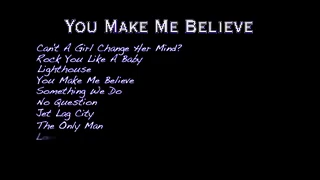 You Make Me Believe
Can't A Girl Change Her Mind?
Rock You Like A Baby
Lighthouse
You Make Me Believe
Something We Do
No Question
Jet Lag City
The Only Man